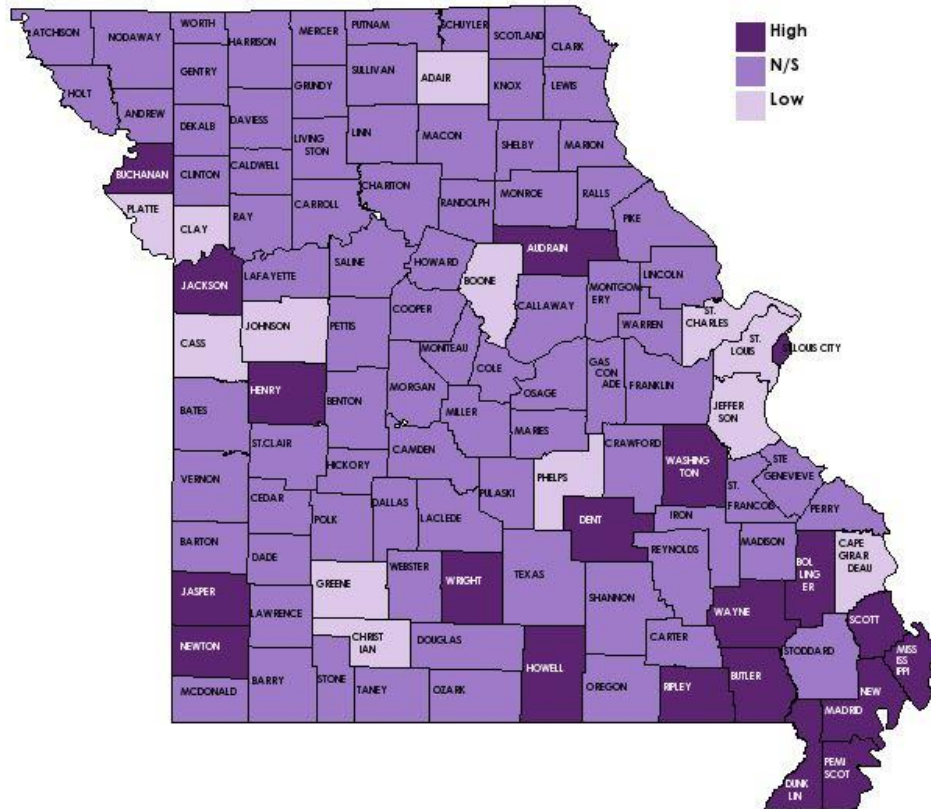 High
N/S
Low
ATCHISON
NODAWAY
WORTH
HARRISON
MERCER
PUTNAM
SCHUYLER
SCOTLAND
CLARK
HOLT
GENTRY
GRUNDY
SULLIVAN
ADAIR
KNOX
LEWIS
ANDREW
DEKALB
DAVIESS
LIVING
STON
LINN
MACON
SHELBY
MARION
BUCHANAN
CLINTON
CALDWELL
CHARITON
RANDOLPH
MONROE
RALLS
PIKE
PLATTE
CLAY
RAY
CARROLL
AUDRAIN
JACKSON
LAFAYETTE
SALINE
HOWARD
BOONE
CALLAWAY
MONTGOM
ERY
LINCOLN
WARREN
ST.
CHARLES
ST.
LOUIS
ST.LOUIS CITY
CASS
JOHNSON
PETTIS
COOPER
MONITEAU
COLE
OSAGE
GAS
CON
ADE
FRANKLIN
JEFFER
SON
BATES
HENRY
BENTON
MORGAN
MILLER
MARIES
CRAWFORD
WASHING
TON
STE
GENEVIEVE
ST.
FRANCOIS
PERRY
VERNON
ST.CLAIR
HICKORY
CAMDEN
PULASKI
PHELPS
DENT
IRON
MADISON
CAPE
GIRAR
DEAU
BARTON
CEDAR
POLK
DALLAS
LACLEDE
TEXAS
REYNOLDS
BOL
LING
ER
JASPER
DADE
GREENE
WEBSTER
WRIGHT
SHANNON
WAYNE
SCOTT
NEWTON
LAWRENCE
CHRIST
IAN
DOUGLAS
HOWELL
CARTER
BUTLER
STODDARD
MISS
ISS
IPPI
MCDONALD
BARRY
STONE
TANEY
OZARK
OREGON
RIPLEY
NEW
MADRID
DUNK
LIN
PEMI
SCOT